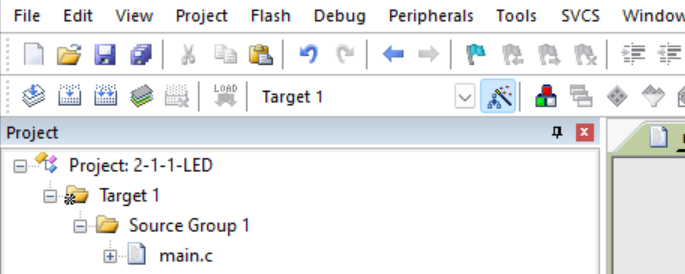 File Edit View Project Flash Debug Peripherals Tools SVCS Window
LOAD Target 1
Project
Project: 2-1-1-LED
Target 1
Source Group 1
main.c